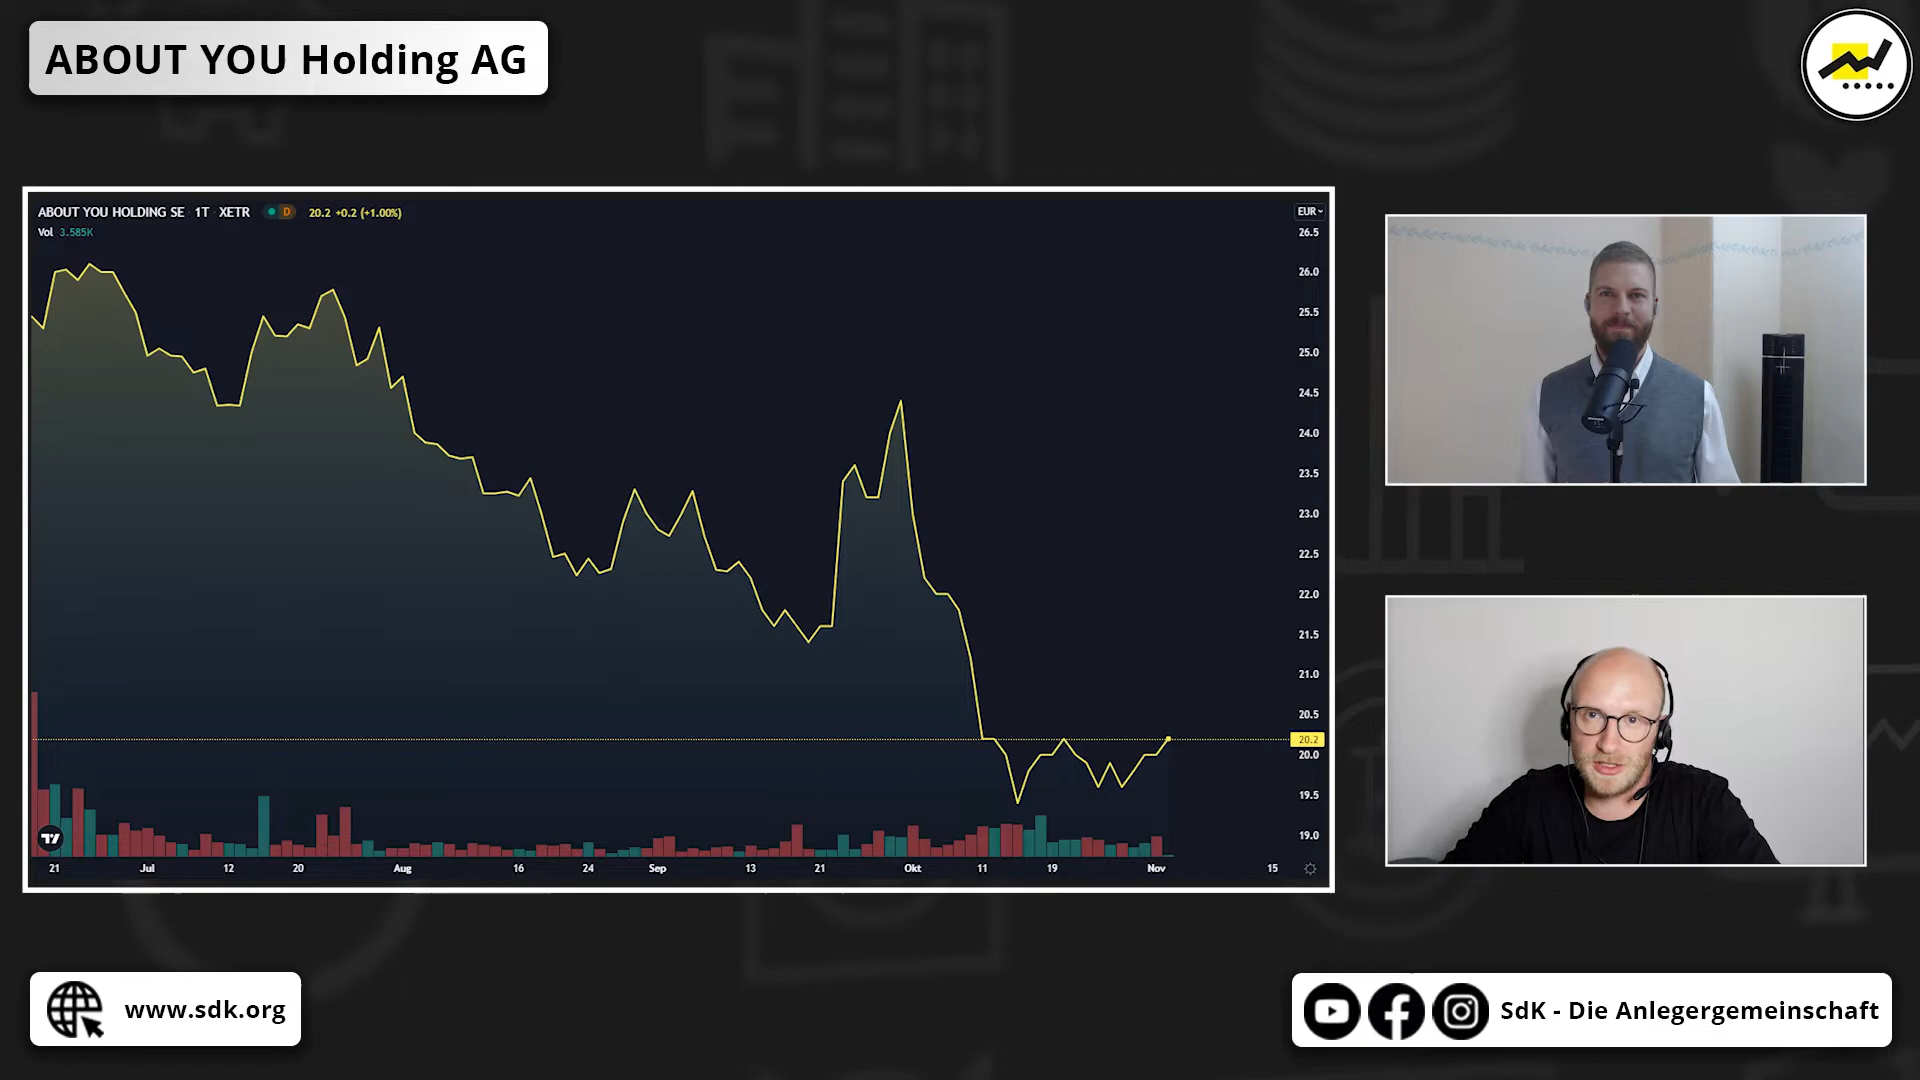 ABOUT YOU Holding AG
ABOUT YOU HOLDING SE 1T XETR D 20.2 +0.2 (+1.00%)
Vol 3.585K
EUR
26.5
26.0
25.5
25.0
24.5
24.0
23.5
23.0
22.5
22.0
21.5
21.0
20.5
20.2
20.0
19.5
19.0
21 Jul 12 20 Aug 16 24 Sep 13 21 Okt 11 19 Nov 15
www.sdk.org
SdK - Die Anlegergemeinschaft